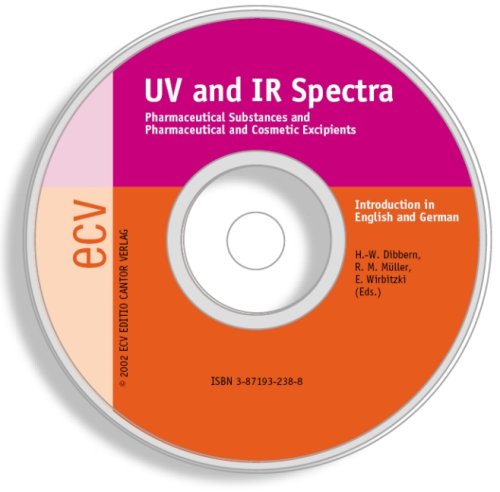 UV and IR Spectra
Pharmaceutical Substances and
Pharmaceutical and Cosmetic Excipients
Introduction in
English and German
H.-W. Dibbern,
R. M. Müller,
E. Wirbitzki
(Eds.)
ecv
© 2002 ECV EDITIO CANTOR VERLAG
ISBN 3-87193-238-8